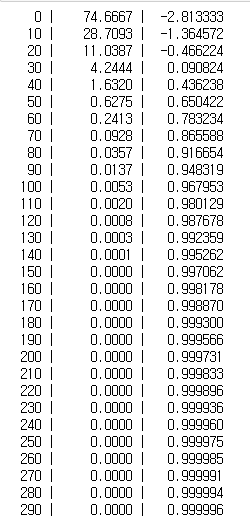 0 | 74.6667 | -2.813333
10 | 28.7093 | -1.364572
20 | 11.0387 | -0.466224
30 | 4.2444 | 0.090824
40 | 1.6320 | 0.436238
50 | 0.6275 | 0.650422
60 | 0.2413 | 0.783234
70 | 0.0928 | 0.865588
80 | 0.0357 | 0.916654
90 | 0.0137 | 0.948319
100 | 0.0053 | 0.967953
110 | 0.0020 | 0.980129
120 | 0.0008 | 0.987678
130 | 0.0003 | 0.992359
140 | 0.0001 | 0.995262
150 | 0.0000 | 0.997062
160 | 0.0000 | 0.998178
170 | 0.0000 | 0.998870
180 | 0.0000 | 0.999300
190 | 0.0000 | 0.999566
200 | 0.0000 | 0.999731
210 | 0.0000 | 0.999833
220 | 0.0000 | 0.999896
230 | 0.0000 | 0.999936
240 | 0.0000 | 0.999960
250 | 0.0000 | 0.999975
260 | 0.0000 | 0.999985
270 | 0.0000 | 0.999991
280 | 0.0000 | 0.999994
290 | 0.0000 | 0.999996